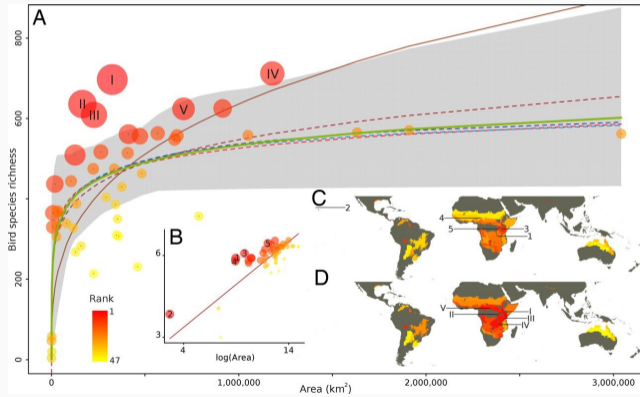 A
800
600
400
200
0
Bird species richness
I
II
III
IV
V
Rank
1
47
B
6
3
1
3
5
2
4
14
log(Area)
C
2
4
5
3
1
D
V
II
I
III
IV
0
1,000,000
2,000,000
3,000,000
Area (km²)